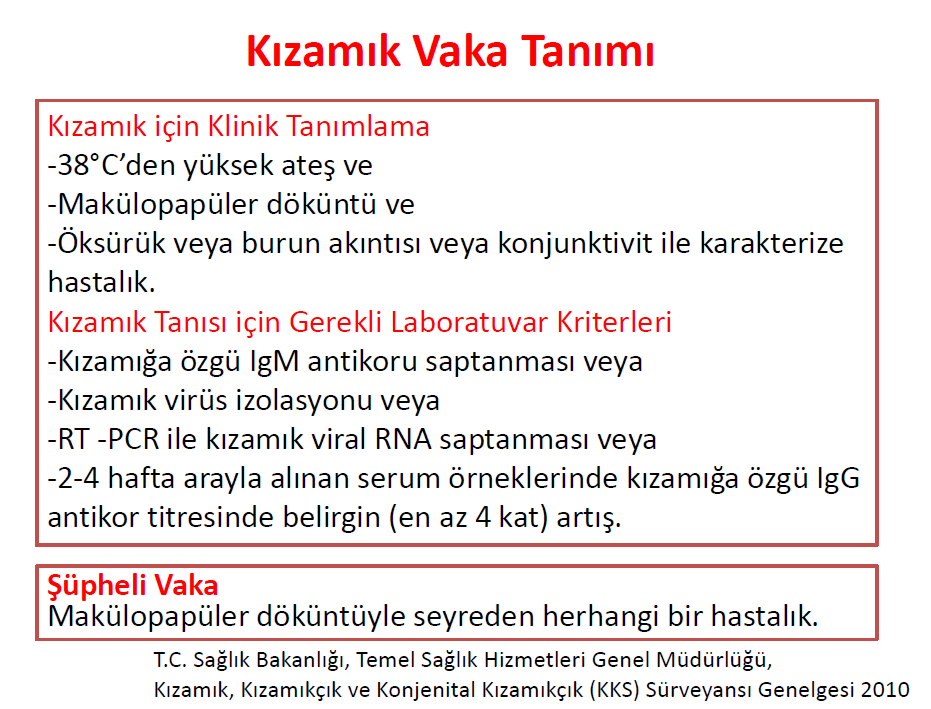 Kızamık Vaka Tanımı
Kızamık için Klinik Tanımlama
-38°C’den yüksek ateş ve
-Makülopapüler döküntü ve
-Öksürük veya burun akıntısı veya konjunktivit ile karakterize
hastalık.
Kızamık Tanısı için Gerekli Laboratuvar Kriterleri
-Kızamığa özgü IgM antikoru saptanması veya
-Kızamık virüs izolasyonu veya
-RT -PCR ile kızamık viral RNA saptanması veya
-2-4 hafta arayla alınan serum örneklerinde kızamığa özgü IgG
antikor titresinde belirgin (en az 4 kat) artış.
Şüpheli Vaka
Makülopapüler döküntüyle seyreden herhangi bir hastalık.
T.C. Sağlık Bakanlığı, Temel Sağlık Hizmetleri Genel Müdürlüğü,
Kızamık, Kızamıkçık ve Konjenital Kızamıkçık (KKS) Sürveyansı Genelgesi 2010